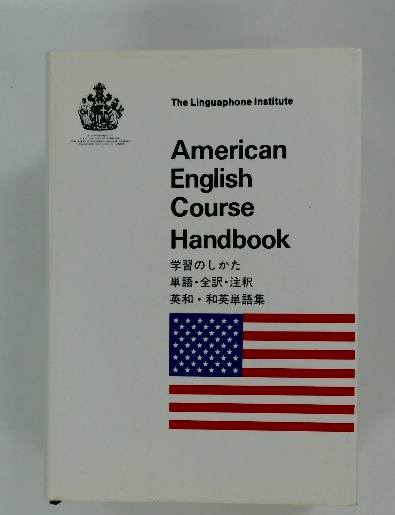 The Linguaphone Institute
American
English
Course
Handbook
学習のしかた
単語・全訳・注釈
英和・和英単語集